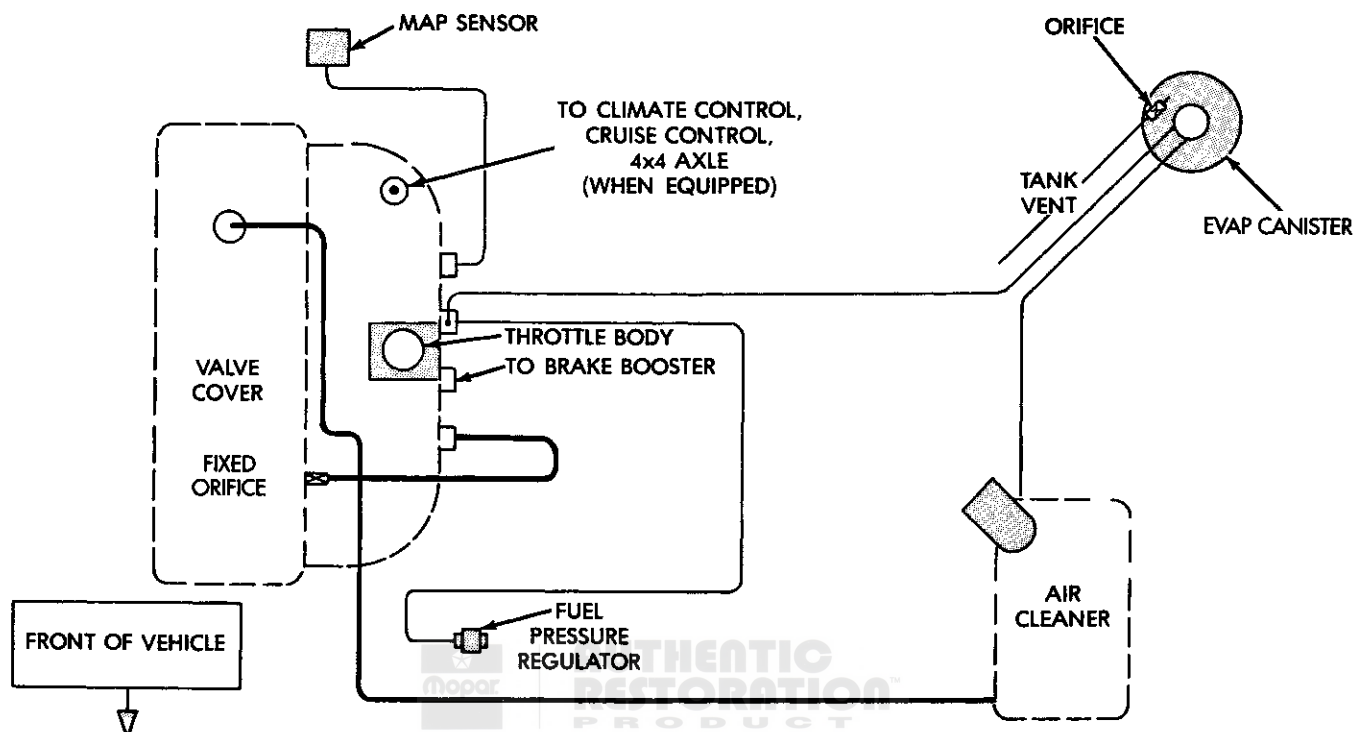 MAP SENSOR
ORIFICE
TO CLIMATE CONTROL,
CRUISE CONTROL,
4x4 AXLE
(WHEN EQUIPPED)
TANK
VENT
EVAP CANISTER
THROTTLE BODY
TO BRAKE BOOSTER
VALVE
COVER
FIXED
ORIFICE
AIR
CLEANER
FUEL
PRESSURE
REGULATOR
FRONT OF VEHICLE
Mopar
AUTHENTIC
RESTORATION™
PRODUCT